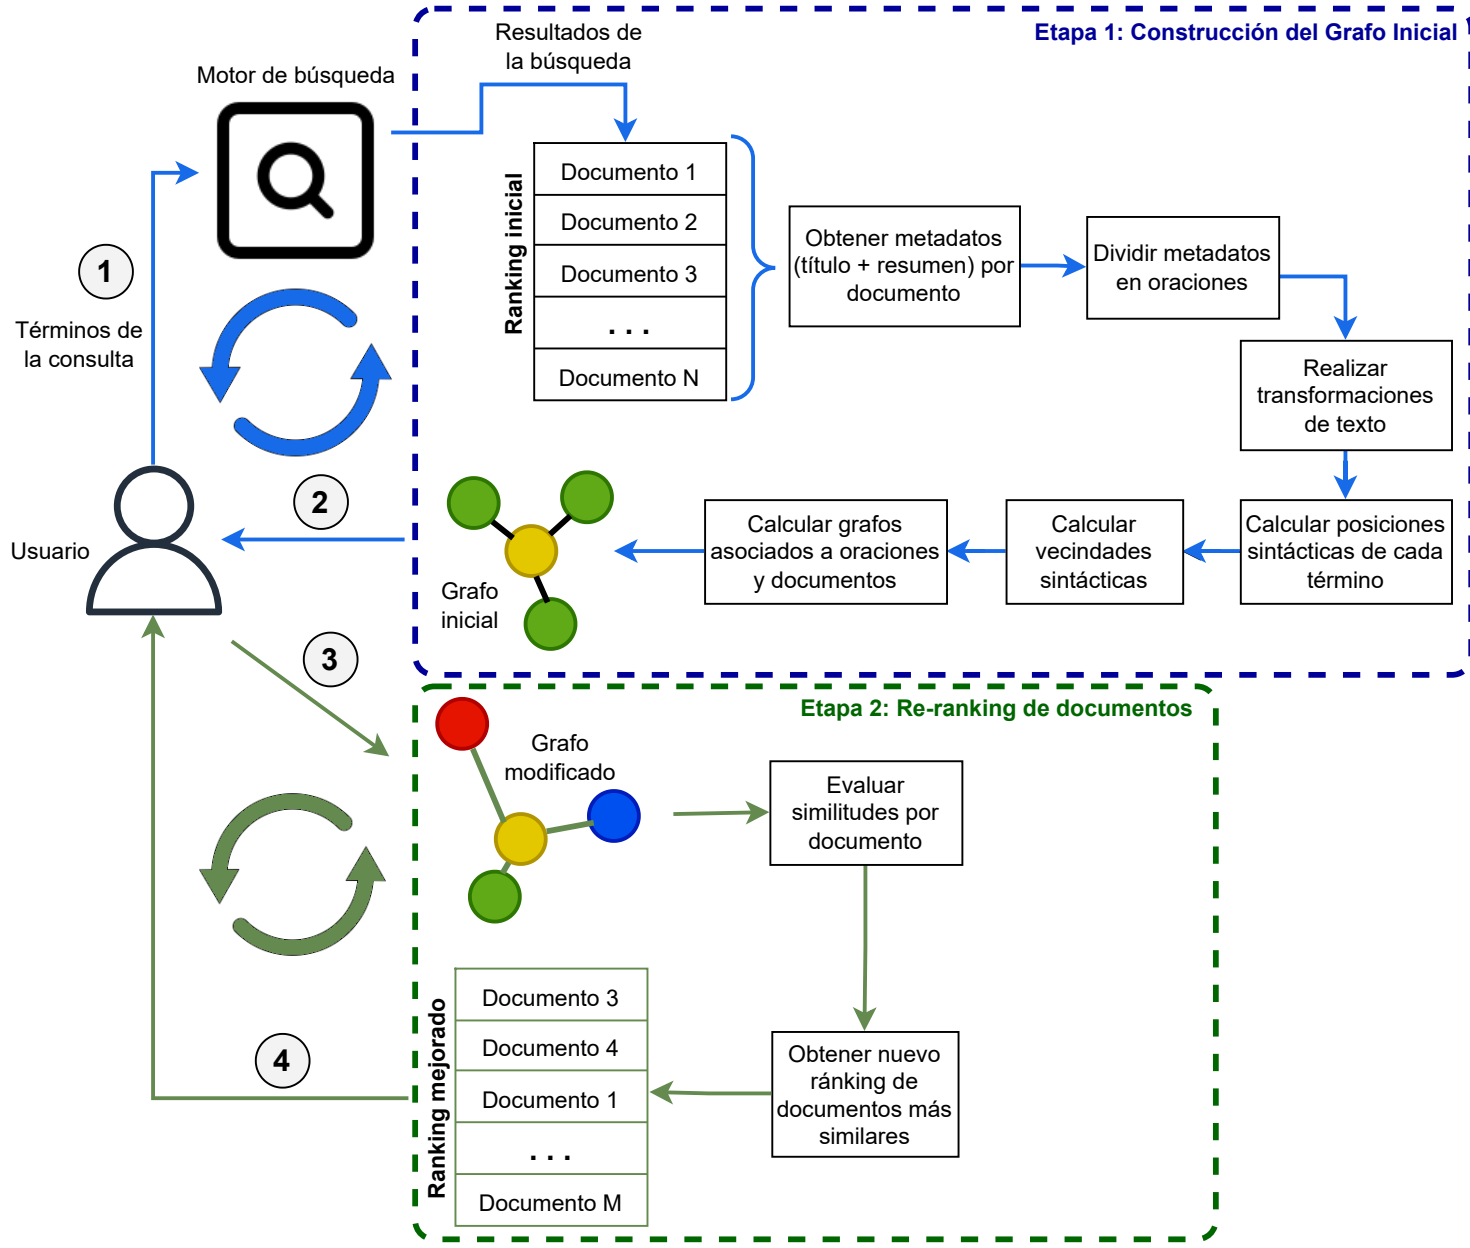 Etapa 1: Construcción del Grafo Inicial
Resultados de
la búsqueda
Motor de búsqueda
1
Términos de
la consulta
Ranking inicial
Documento 1
Documento 2
Documento 3
. . .
Documento N
Obtener metadatos
(título + resumen) por
documento
Dividir metadatos
en oraciones
Realizar
transformaciones
de texto
Calcular posiciones
sintácticas de cada
término
Calcular
vecindades
sintácticas
Calcular grafos
asociados a oraciones
y documentos
Grafo
inicial
2
Usuario
3
Etapa 2: Re-ranking de documentos
Grafo
modificado
Evaluar
similitudes por
documento
Obtener nuevo
ránking de
documentos más
similares
Ranking mejorado
Documento 3
Documento 4
Documento 1
. . .
Documento M
4